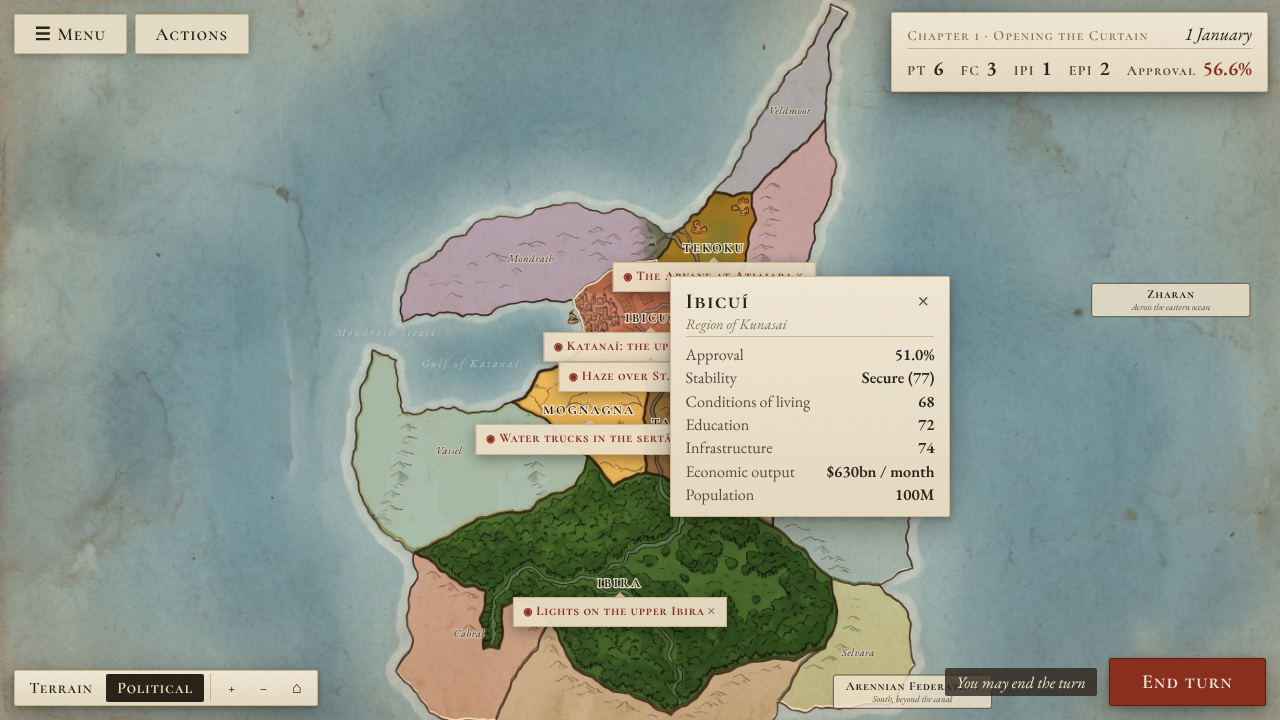 ☰ Menu
Actions
Chapter 1 · Opening the Curtain
1 January
PT 6 FC 3 IPI 1 EPI 2 Approval 56.6%
Veldmoor
TEKOKU
Mondrath
The Abvane at
Zharan
Across the eastern ocean
Ibicuí ×
Region of Kunasai
Approval 51.0%
Stability Secure (77)
Conditions of living 68
Education 72
Infrastructure 74
Economic output $630bn / month
Population 100M
IBICU
Mondrath Strait
Gulf of Katanaí
Katanaí: the up
Haze over St.
MOGNAGNA
TA
Water trucks in the sertã
Vassel
IBIRA
Lights on the upper Ibira ×
Cabral
Selvara
Terrain
Political
+ − ⌂
Arennian Federa
South, beyond the canal
You may end the turn
End turn